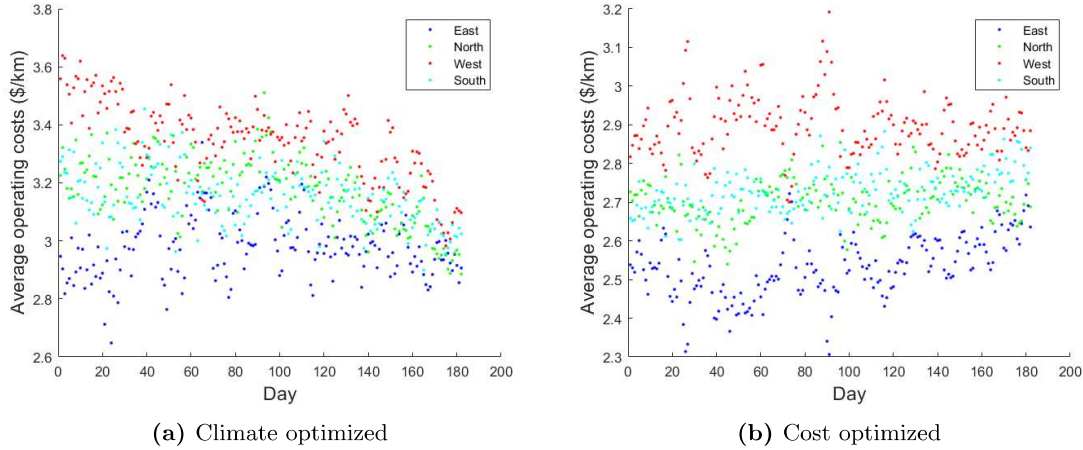 3.8
3.6
3.4
3.2
3
2.8
2.6
0 20 40 60 80 100 120 140 160 180 200
Average operating costs ($/km)
Day
East
North
West
South
(a) Climate optimized
3.2
3.1
3
2.9
2.8
2.7
2.6
2.5
2.4
2.3
0 20 40 60 80 100 120 140 160 180 200
Average operating costs ($/km)
Day
East
North
West
South
(b) Cost optimized